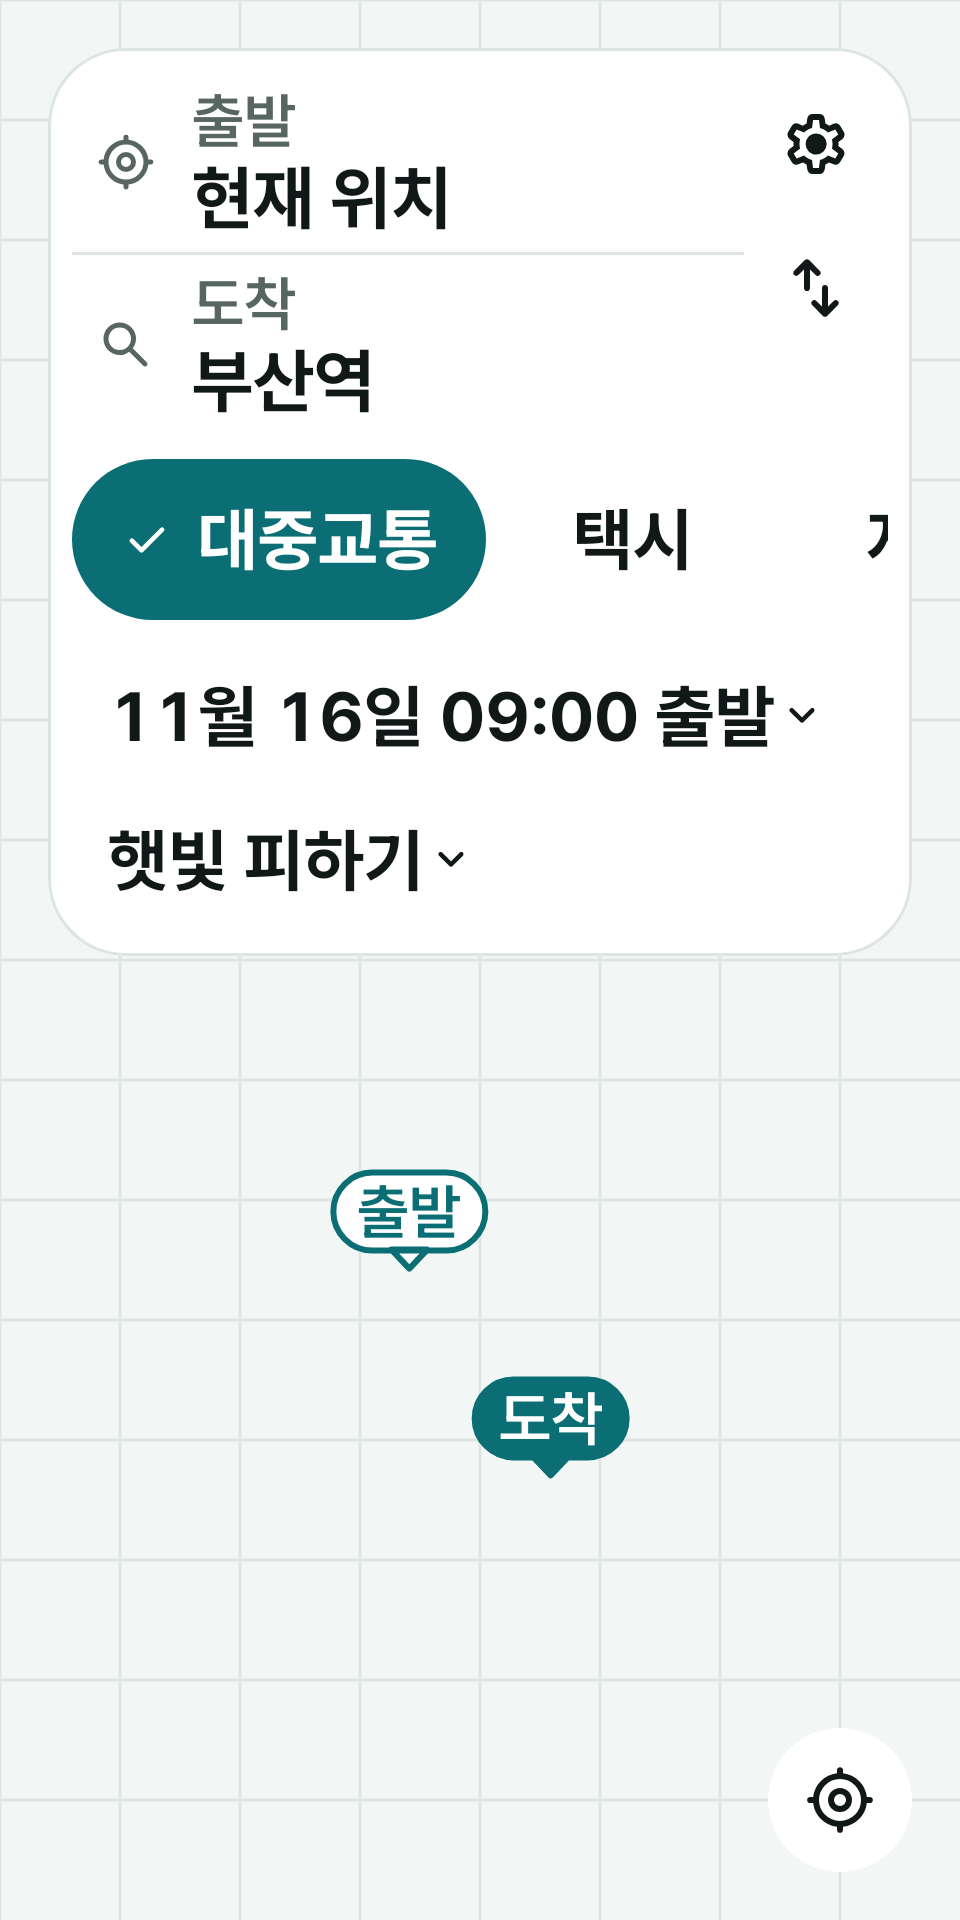 출발
현재 위치
도착
부산역
대중교통 택시
11월 16일 09:00 출발
햇빛 피하기
출발
도착